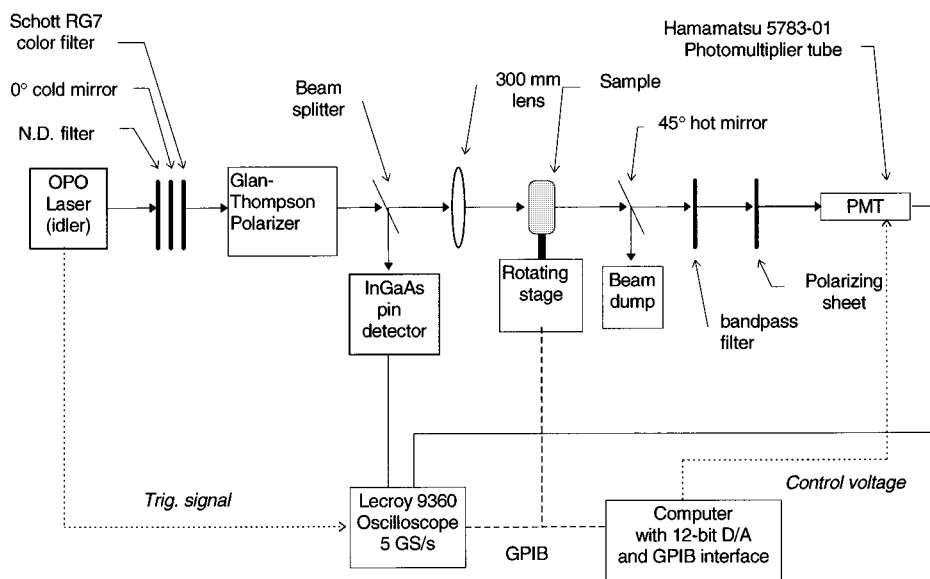 Schott RG7
color filter
0° cold mirror
N.D. filter
Beam
splitter
300 mm
lens
Sample
45° hot mirror
Hamamatsu 5783-01
Photomultiplier tube
OPO
Laser
(idler)
Glan-
Thompson
Polarizer
PMT
InGaAs
pin
detector
Rotating
stage
Beam
dump
bandpass
filter
Polarizing
sheet
Trig. signal
Control voltage
Lecroy 9360
Oscilloscope
5 GS/s
GPIB
Computer
with 12-bit D/A
and GPIB interface